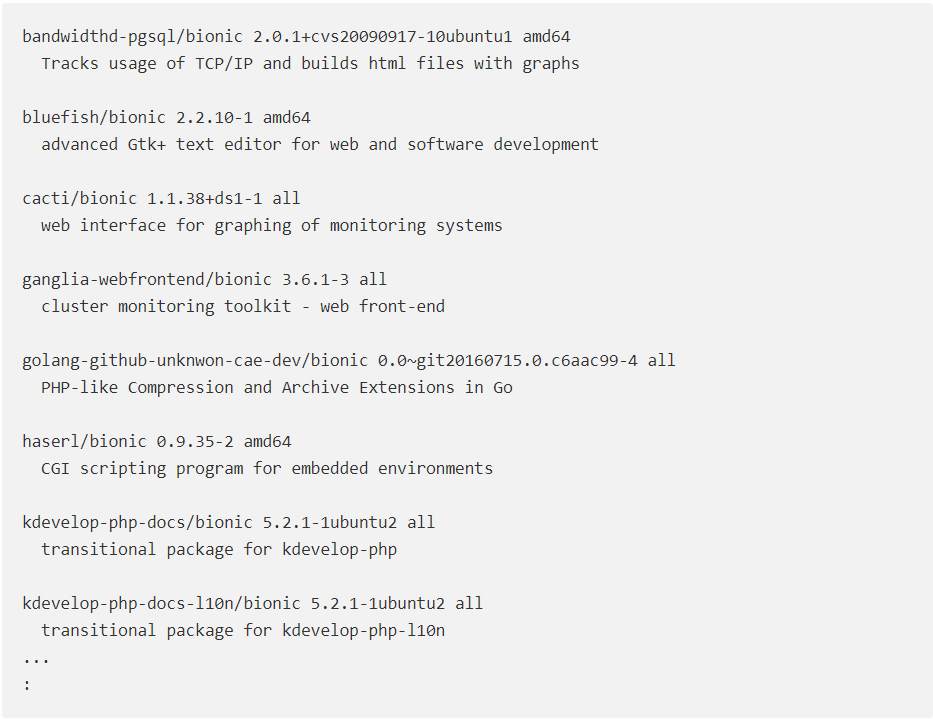 bandwidthd-pgsql/bionic 2.0.1+cvs20090917-10ubuntu1 amd64
Tracks usage of TCP/IP and builds html files with graphs
bluefish/bionic 2.2.10-1 amd64
advanced Gtk+ text editor for web and software development
cacti/bionic 1.1.38+ds1-1 all
web interface for graphing of monitoring systems
ganglia-webfrontend/bionic 3.6.1-3 all
cluster monitoring toolkit - web front-end
golang-github-unknwon-cae-dev/bionic 0.0~git20160715.0.c6aac99-4 all
PHP-like Compression and Archive Extensions in Go
haserl/bionic 0.9.35-2 amd64
CGI scripting program for embedded environments
kdevelop-php-docs/bionic 5.2.1-1ubuntu2 all
transitional package for kdevelop-php
kdevelop-php-docs-l10n/bionic 5.2.1-1ubuntu2 all
transitional package for kdevelop-php-l10n
...
: